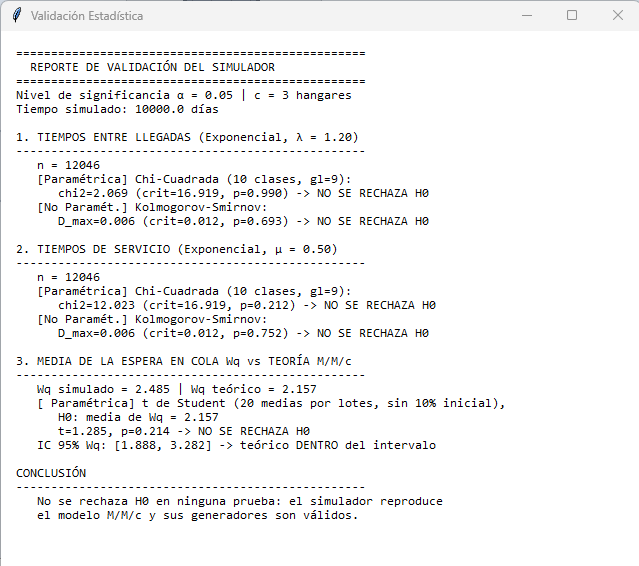 Validación Estadística
==================================================
REPORTE DE VALIDACIÓN DEL SIMULADOR
==================================================
Nivel de significancia α = 0.05 | c = 3 hangares
Tiempo simulado: 10000.0 días
1. TIEMPOS ENTRE LLEGADAS (Exponencial, λ = 1.20)
--------------------------------------------------
n = 12046
[Paramétrica] Chi-Cuadrada (10 clases, gl=9):
chi2=2.069 (crit=16.919, p=0.990) -> NO SE RECHAZA H0
[No Paramét.] Kolmogorov-Smirnov:
D_max=0.006 (crit=0.012, p=0.693) -> NO SE RECHAZA H0
2. TIEMPOS DE SERVICIO (Exponencial, μ = 0.50)
--------------------------------------------------
n = 12046
[Paramétrica] Chi-Cuadrada (10 clases, gl=9):
chi2=12.023 (crit=16.919, p=0.212) -> NO SE RECHAZA H0
[No Paramét.] Kolmogorov-Smirnov:
D_max=0.006 (crit=0.012, p=0.752) -> NO SE RECHAZA H0
3. MEDIA DE LA ESPERA EN COLA Wq vs TEORÍA M/M/c
--------------------------------------------------
Wq simulado = 2.485 | Wq teórico = 2.157
[ Paramétrica] t de Student (20 medias por lotes, sin 10% inicial),
H0: media de Wq = 2.157
t=1.285, p=0.214 -> NO SE RECHAZA H0
IC 95% Wq: [1.888, 3.282] -> teórico DENTRO del intervalo
CONCLUSIÓN
--------------------------------------------------
No se rechaza H0 en ninguna prueba: el simulador reproduce
el modelo M/M/c y sus generadores son válidos.